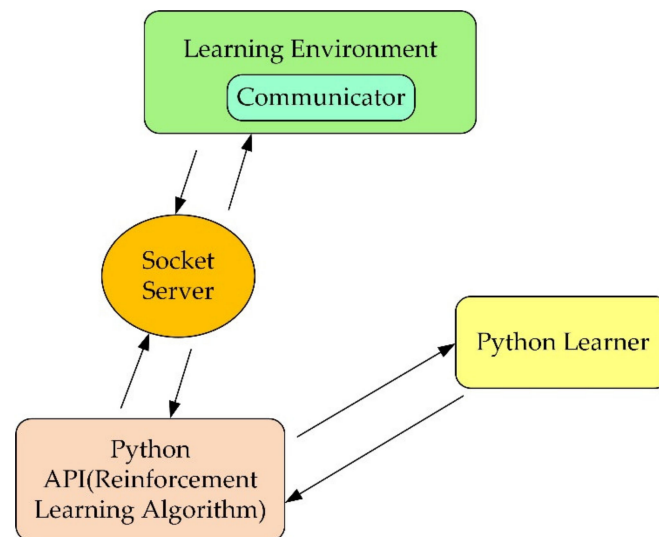 Learning Environment
Communicator
Socket
Server
Python Learner
Python
API(Reinforcement
Learning Algorithm)